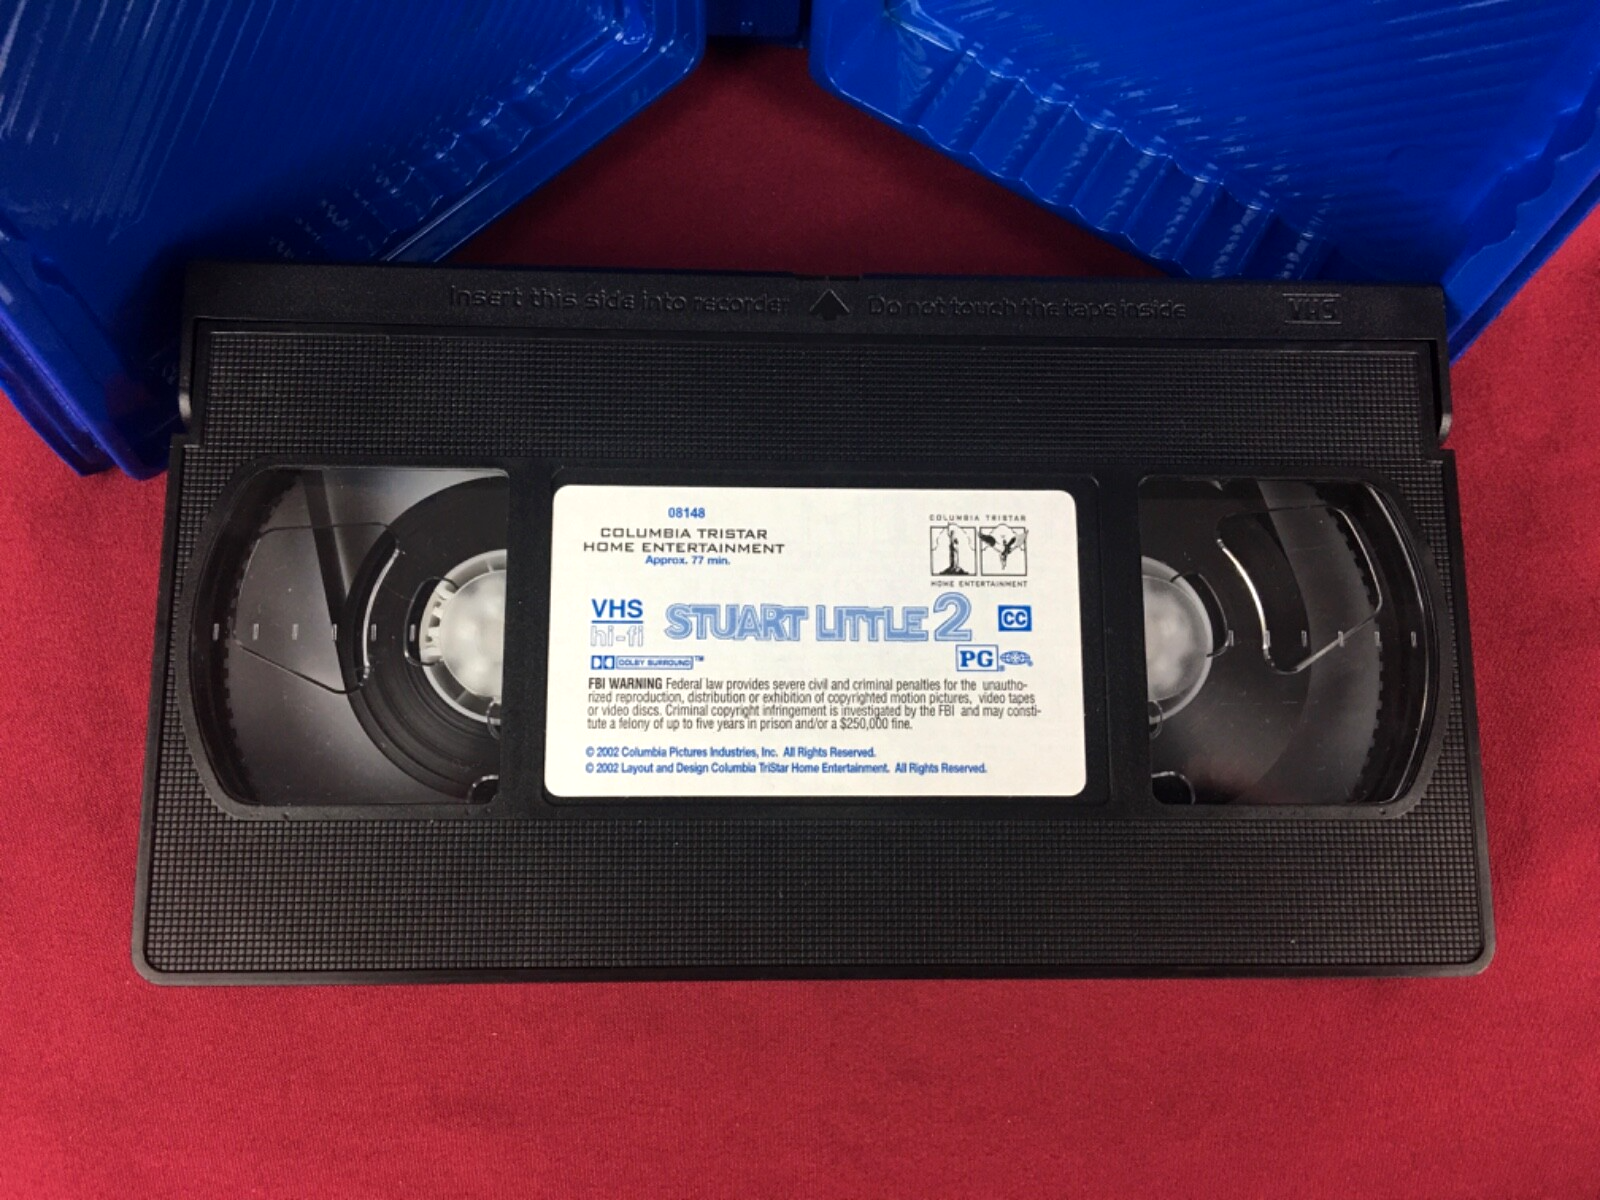 Insert this side into recorder Do not touch the tape inside VHS
08148
COLUMBIA TRISTAR
HOME ENTERTAINMENT
Approx. 77 min.
COLUMBIA TRISTAR
HOME ENTERTAINMENT
VHS
hi-fi
STUART LITTLE 2
CC
DOLBY SURROUND™
PG
FBI WARNING Federal law provides severe civil and criminal penalties for the unautho-
rized reproduction, distribution or exhibition of copyrighted motion pictures, video tapes
or video discs. Criminal copyright infringement is investigated by the FBI and may consti-
tute a felony of up to five years in prison and/or a $250,000 fine.
© 2002 Columbia Pictures Industries, Inc. All Rights Reserved.
© 2002 Layout and Design Columbia TriStar Home Entertainment. All Rights Reserved.